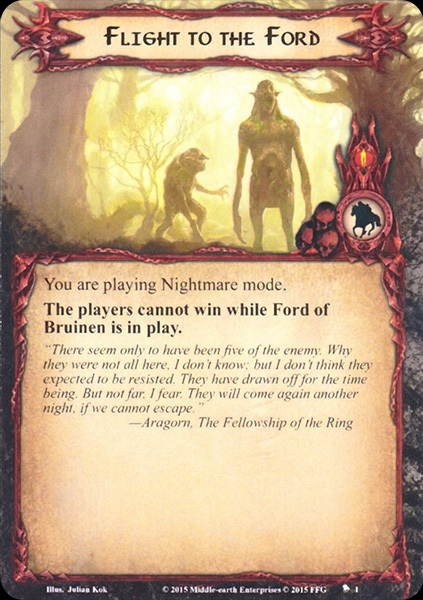 Flight to the Ford
You are playing Nightmare mode.
The players cannot win while Ford of
Bruinen is in play.
"There seem only to have been five of the enemy. Why
they were not all here, I don't know; but I don't think they
expected to be resisted. They have drawn off for the time
being. But not far, I fear. They will come again another
night, if we cannot escape."
—Aragorn, The Fellowship of the Ring
Illus. Julian Kok © 2015 Middle-earth Enterprises © 2015 FFG 1